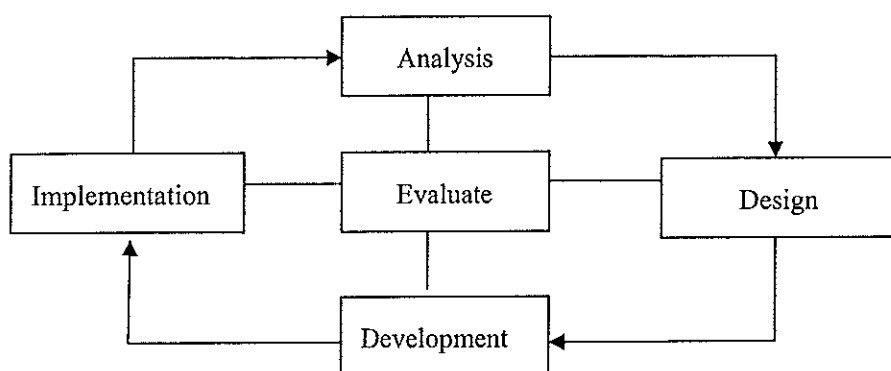 Analysis
Implementation
Evaluate
Design
Development